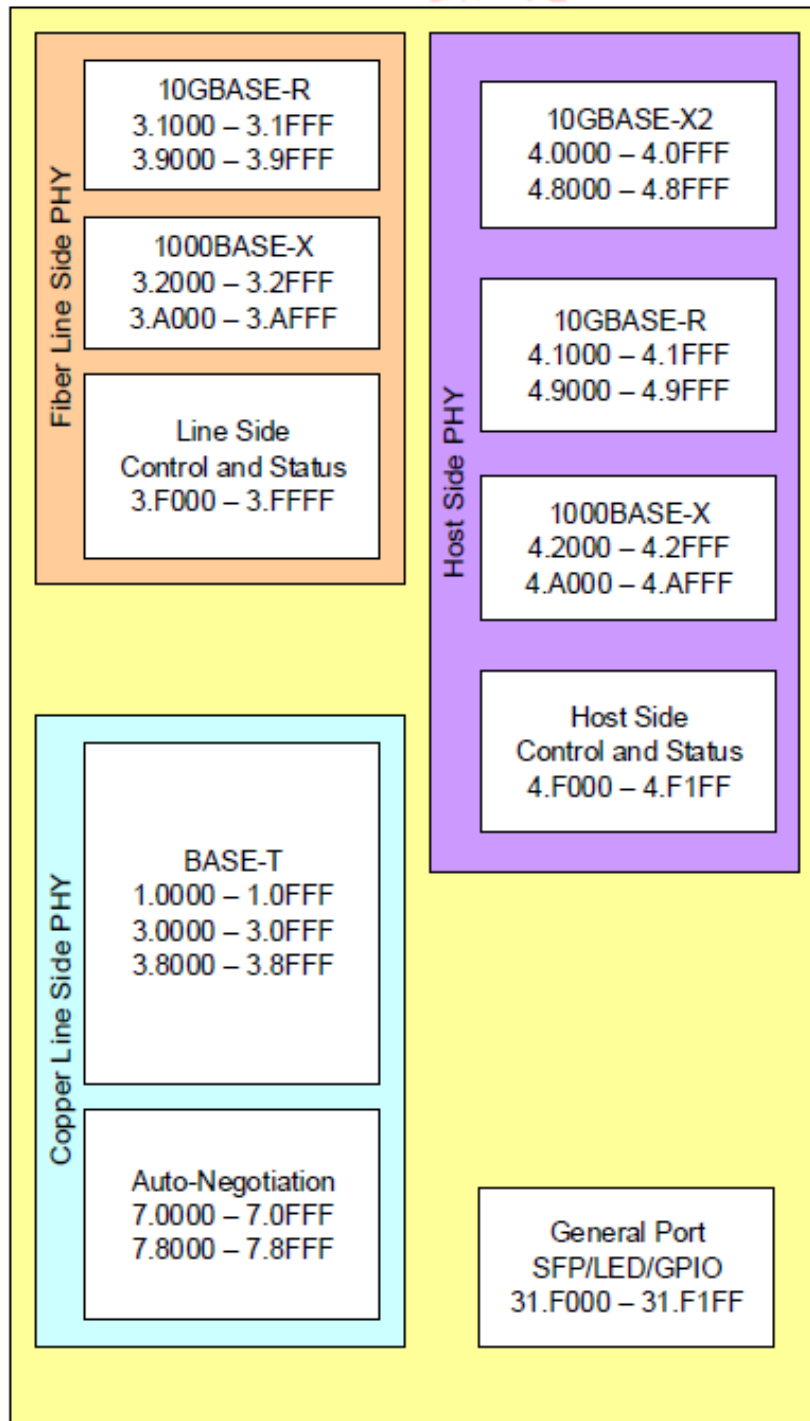 Fiber Line Side PHY
10GBASE-R
3.1000 – 3.1FFF
3.9000 – 3.9FFF
1000BASE-X
3.2000 – 3.2FFF
3.A000 – 3.AFFF
Line Side
Control and Status
3.F000 – 3.FFFF
Host Side PHY
10GBASE-X2
4.0000 – 4.0FFF
4.8000 – 4.8FFF
10GBASE-R
4.1000 – 4.1FFF
4.9000 – 4.9FFF
1000BASE-X
4.2000 – 4.2FFF
4.A000 – 4.AFFF
Host Side
Control and Status
4.F000 – 4.F1FF
Copper Line Side PHY
BASE-T
1.0000 – 1.0FFF
3.0000 – 3.0FFF
3.8000 – 3.8FFF
Auto-Negotiation
7.0000 – 7.0FFF
7.8000 – 7.8FFF
General Port
SFP/LED/GPIO
31.F000 – 31.F1FF